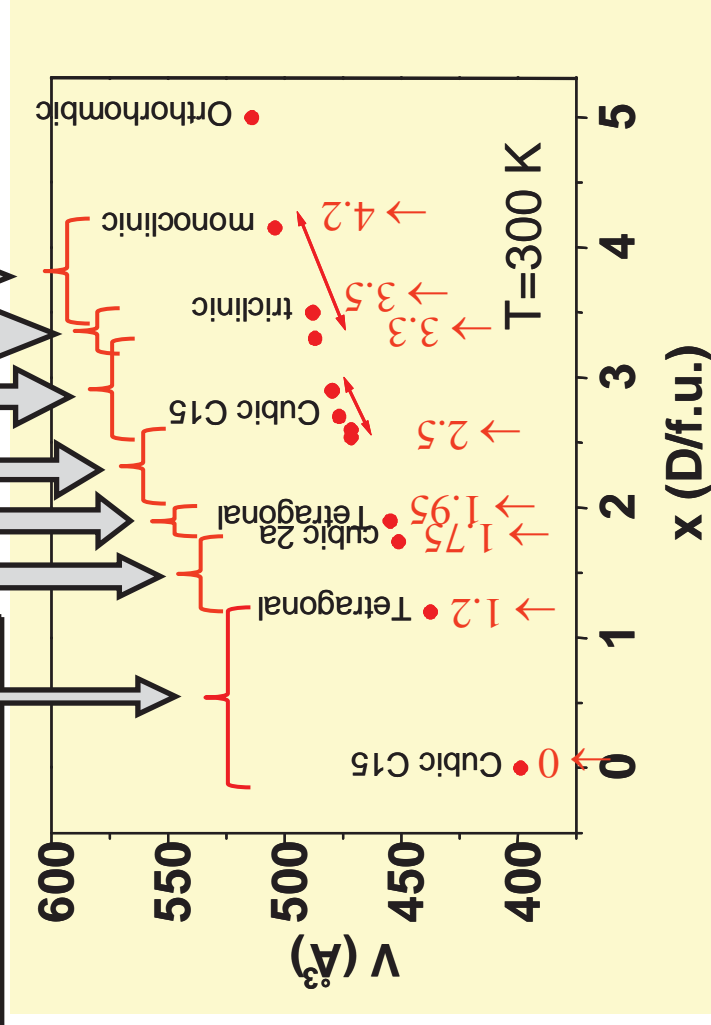 V (Å³)
600
550
500
450
400
Orthorhombic
monoclinic
triclinic
Cubic C15
Tetragonal
cubic 2a
Tetragonal
Cubic C15
→ 4.2
→ 3.5
→ 3.3
→ 2.5
→ 1.95
→ 1.75
→ 1.2
→ 0
T=300 K
0
1
2
3
4
5
x (D/f.u.)